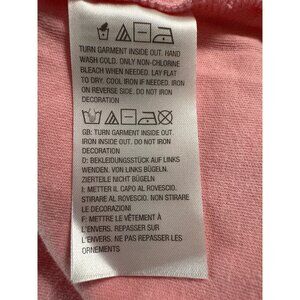 TURN GARMENT INSIDE OUT. HAND
WASH COLD. ONLY NON-CHLORINE
BLEACH WHEN NEEDED. LAY FLAT
TO DRY. COOL IRON IF NEEDED. IRON
ON REVERSE SIDE. DO NOT IRON
DECORATION
GB: TURN GARMENT INSIDE OUT.
IRON INSIDE OUT. DO NOT IRON
DECORATION
D: BEKLEIDUNGSSTÜCK AUF LINKS
WENDEN. VON LINKS BÜGELN.
ZIERTEILE NICHT BÜGELN
I: METTER IL CAPO AL ROVESCIO.
STIRARE AL ROVESCIO. NON STIRARE
LE DECORAZIONI
F: METTRE LE VÊTEMENT À
L'ENVERS. REPASSER SUR
L'ENVERS. NE PAS REPASSER LES
ORNEMENTS